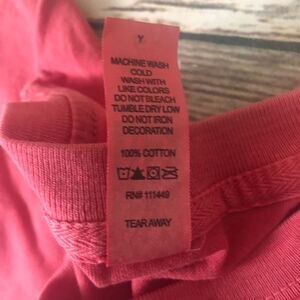 Y
MACHINE WASH
COLD
WASH WITH
LIKE COLORS
DO NOT BLEACH
TUMBLE DRY LOW
DO NOT IRON
DECORATION
100% COTTON
RN# 111449
TEAR AWAY